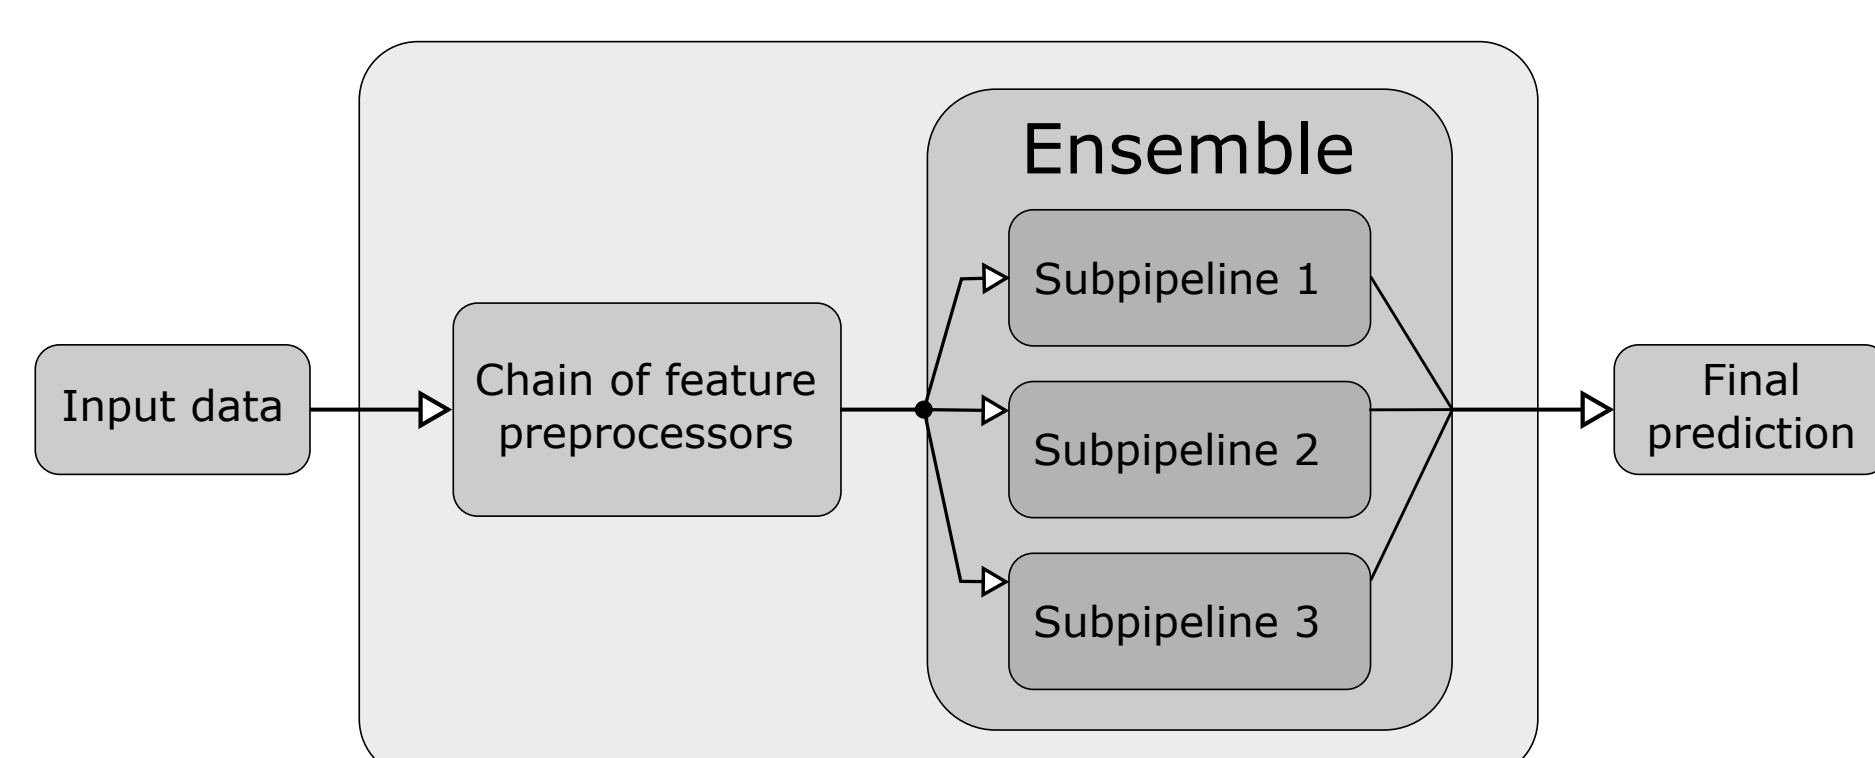 Ensemble
Subpipeline 1
Input data
Chain of feature
preprocessors
Subpipeline 2
Final
prediction
Subpipeline 3